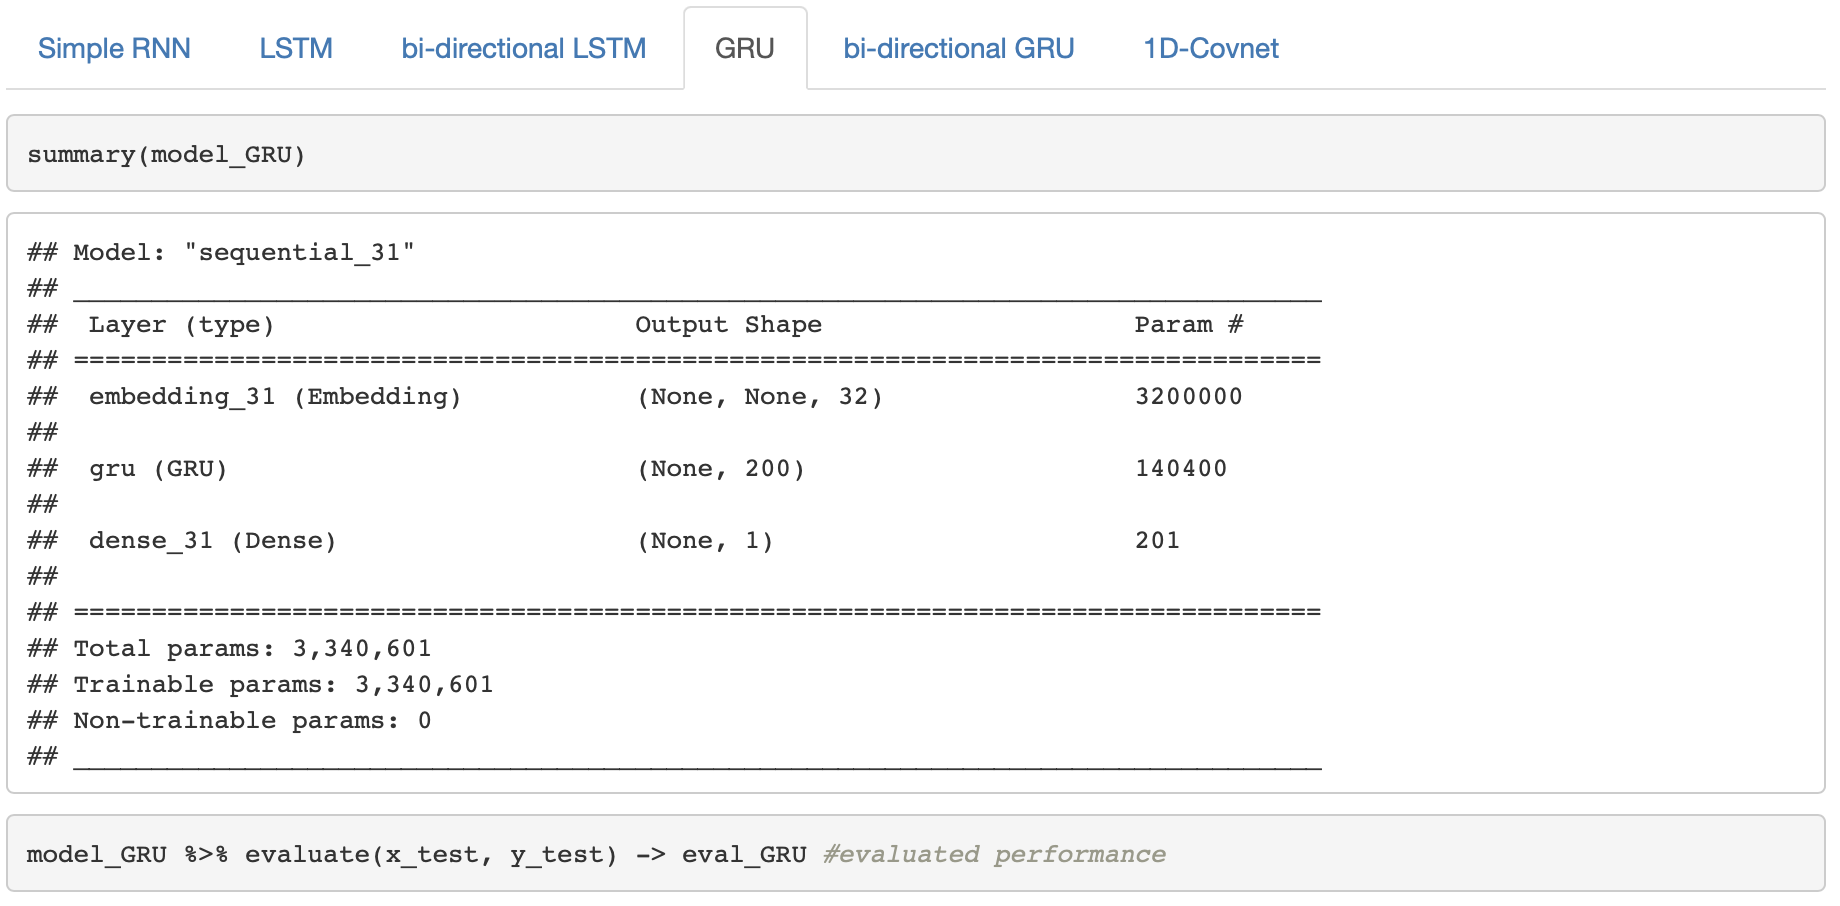 Simple RNN LSTM bi-directional LSTM GRU bi-directional GRU 1D-Covnet
summary(model_GRU)
## Model: "sequential_31"
## ________________________________________________________________________________
##  Layer (type)                       Output Shape                    Param #
## ================================================================================
##  embedding_31 (Embedding)           (None, None, 32)                3200000
##
##  gru (GRU)                          (None, 200)                     140400
##
##  dense_31 (Dense)                   (None, 1)                       201
##
## ================================================================================
## Total params: 3,340,601
## Trainable params: 3,340,601
## Non-trainable params: 0
## ________________________________________________________________________________
model_GRU %>% evaluate(x_test, y_test) -> eval_GRU #evaluated performance